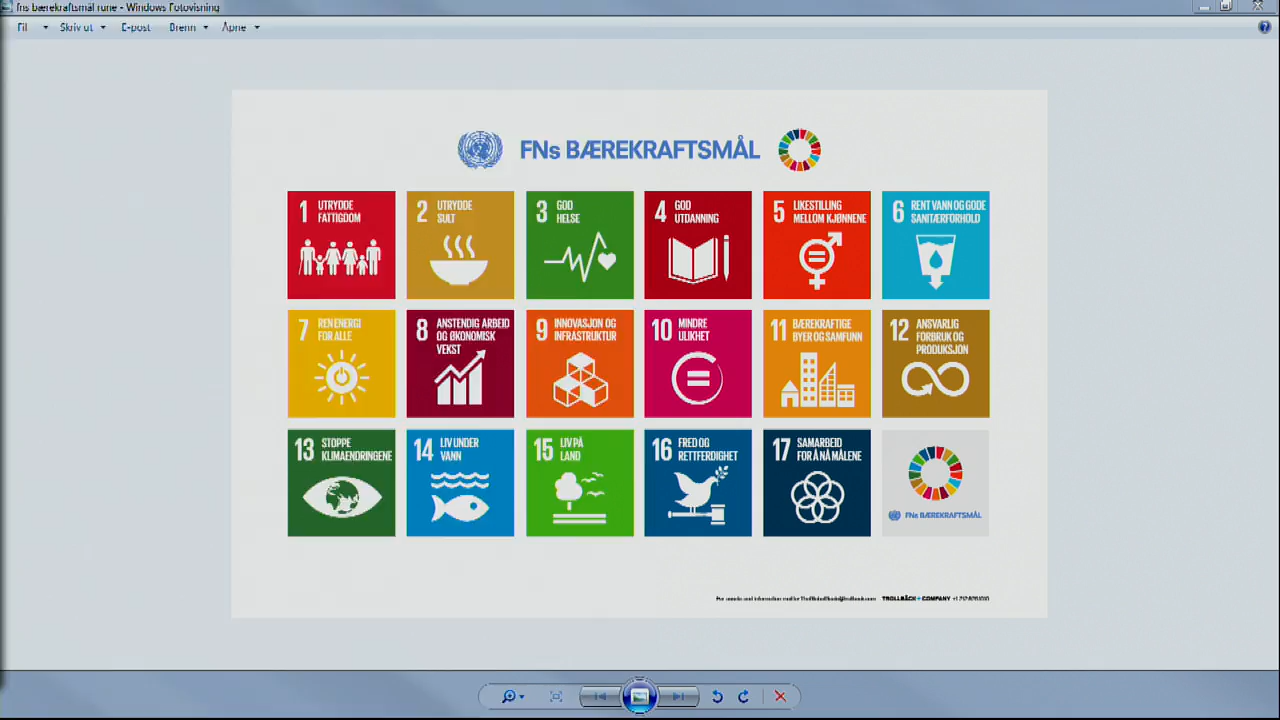 fns bærekraftsmål rune - Windows Fotovisning
Fil Skriv ut E-post Brenn Åpne
FNs BÆREKRAFTSMÅL
1 UTRYDDE
FATTIGDOM
2 UTRYDE
SULT
3 GOD
HELSE
4 GOD
UTDANNING
5 LIKESTILLING
MELLOM KJØNNENE
6 RENT VANN OG GODE
SANITÆRFORHOLD
7 REN ENERGI
FOR ALLE
8 ANSTENDIG ARBEID
OG ØKONOMISK
VEKST
9 INNOVASJON OG
INFRASTRUKTUR
10 MINDRE
ULIKHET
11 BÆREKRAFTIGE
BYER OG SAMFUNN
12 ANSVARLIG
FORBRUK OG
PRODUKSJON
13 STOPPE
KLIMAENDRINGENE
14 LIV UNDER
VANN
15 LIV PÅ
LAND
16 FRED OG
RETTFERDIGHET
17 SAMARBEID
FOR Å NÅ MÅLENE
FNs BÆREKRAFTSMÅL
TROLLBÄCK + COMPANY